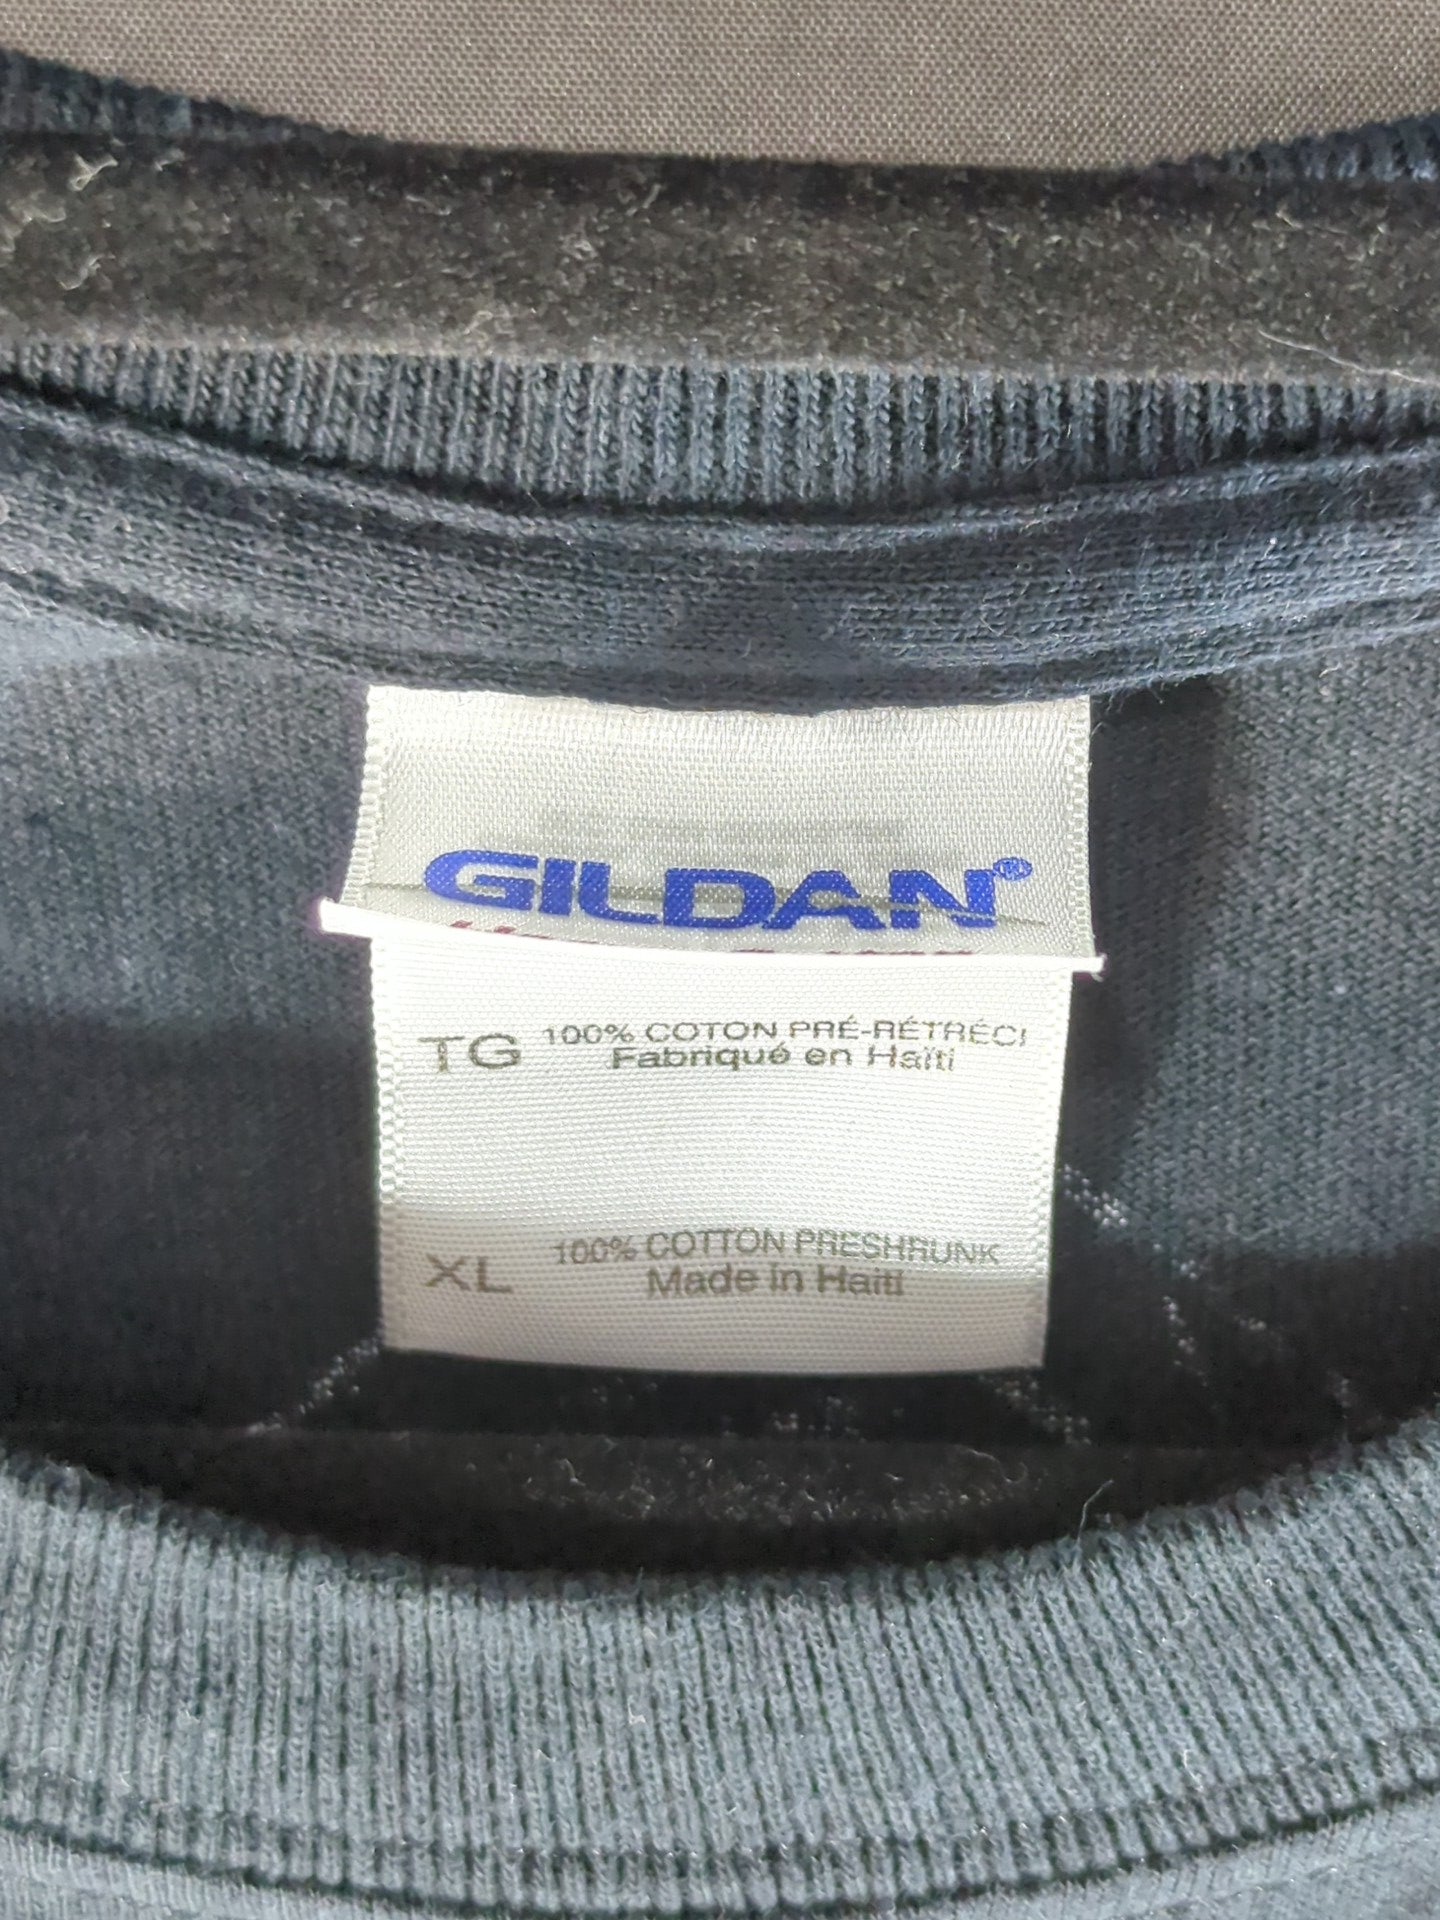 GILDAN®
TG 100% COTON PRÉ-RÉTRÉCI
Fabriqué en Haïti
XL 100% COTTON PRESHRUNK
Made in Haiti